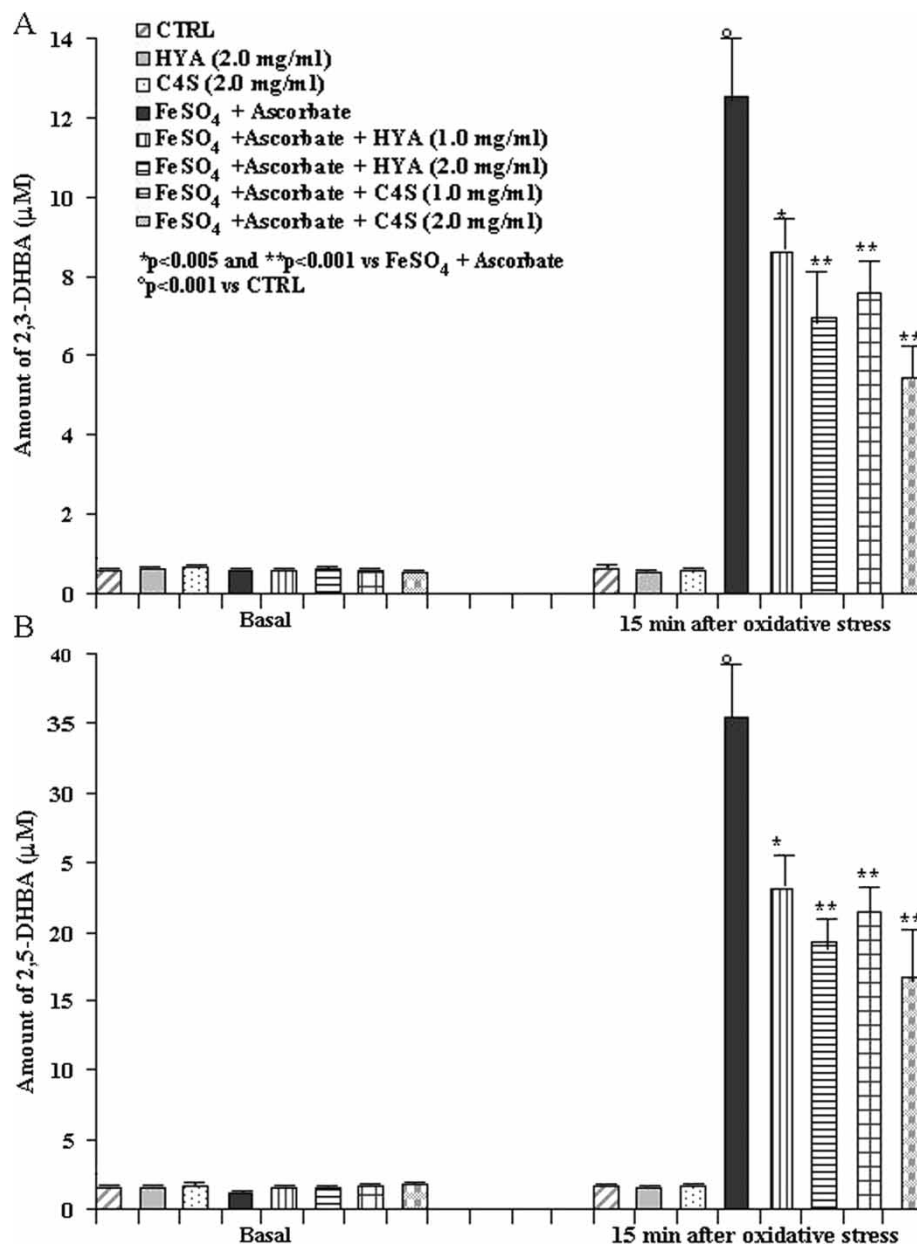 A
14
12
10
8
6
4
2
0
Amount of 2,3-DHBA (µM)
CTRL
HYA (2.0 mg/ml)
C4S (2.0 mg/ml)
FeSO4 + Ascorbate
FeSO4 +Ascorbate + HYA (1.0 mg/ml)
FeSO4 +Ascorbate + HYA (2.0 mg/ml)
FeSO4 +Ascorbate + C4S (1.0 mg/ml)
FeSO4 +Ascorbate + C4S (2.0 mg/ml)
*p<0.005 and **p<0.001 vs FeSO4 + Ascorbate
°p<0.001 vs CTRL
°
*
**
**
**
Basal
15 min after oxidative stress
B
40
35
30
5
20
15
10
5
0
Amount of 2,5-DHBA (µM)
°
*
**
**
**
Basal
15 min after oxidative stress